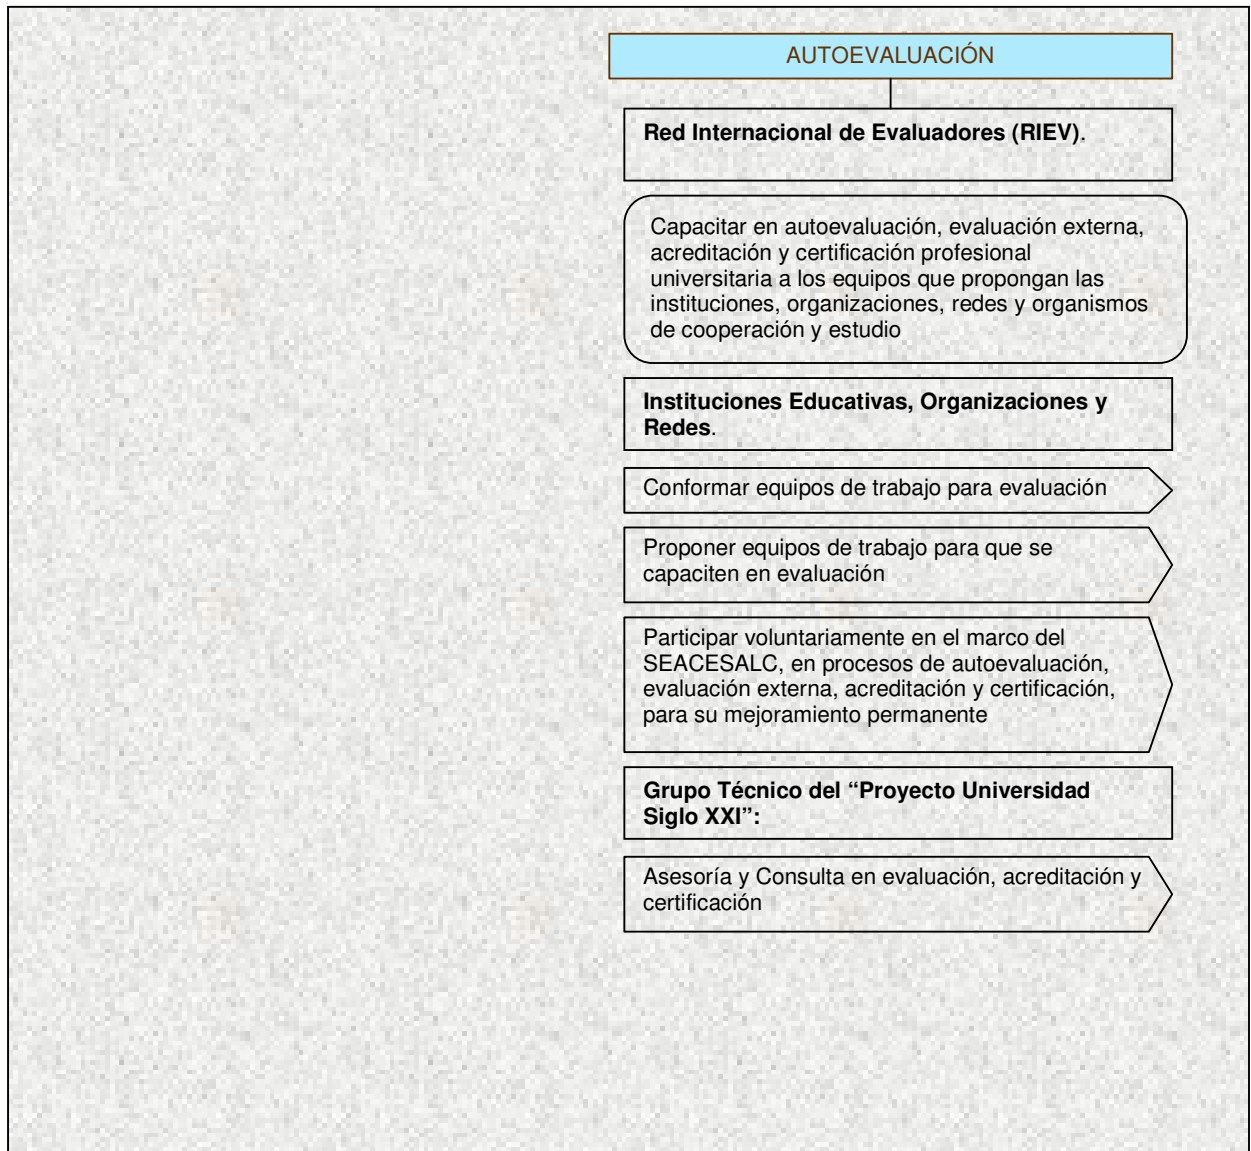 AUTOEVALUACIÓN
Red Internacional de Evaluadores (RIEV).
Capacitar en autoevaluación, evaluación externa,
acreditación y certificación profesional
universitaria a los equipos que propongan las
instituciones, organizaciones, redes y organismos
de cooperación y estudio
Instituciones Educativas, Organizaciones y
Redes.
Conformar equipos de trabajo para evaluación
Proponer equipos de trabajo para que se
capaciten en evaluación
Participar voluntariamente en el marco del
SEACESALC, en procesos de autoevaluación,
evaluación externa, acreditación y certificación,
para su mejoramiento permanente
Grupo Técnico del “Proyecto Universidad
Siglo XXI”:
Asesoría y Consulta en evaluación, acreditación y
certificación